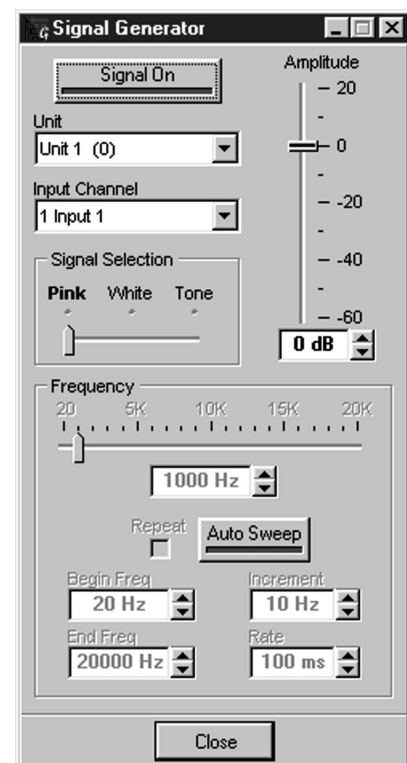 Signal Generator
Signal On
Amplitude
20
0
-20
-40
-60
0 dB
Unit
Unit 1 (0)
Input Channel
1 Input 1
Signal Selection
Pink White Tone
Frequency
20 5K 10K 15K 20K
1000 Hz
Repeat Auto Sweep
Begin Freq Increment
20 Hz 10 Hz
End Freq Rate
20000 Hz 100 ms
Close